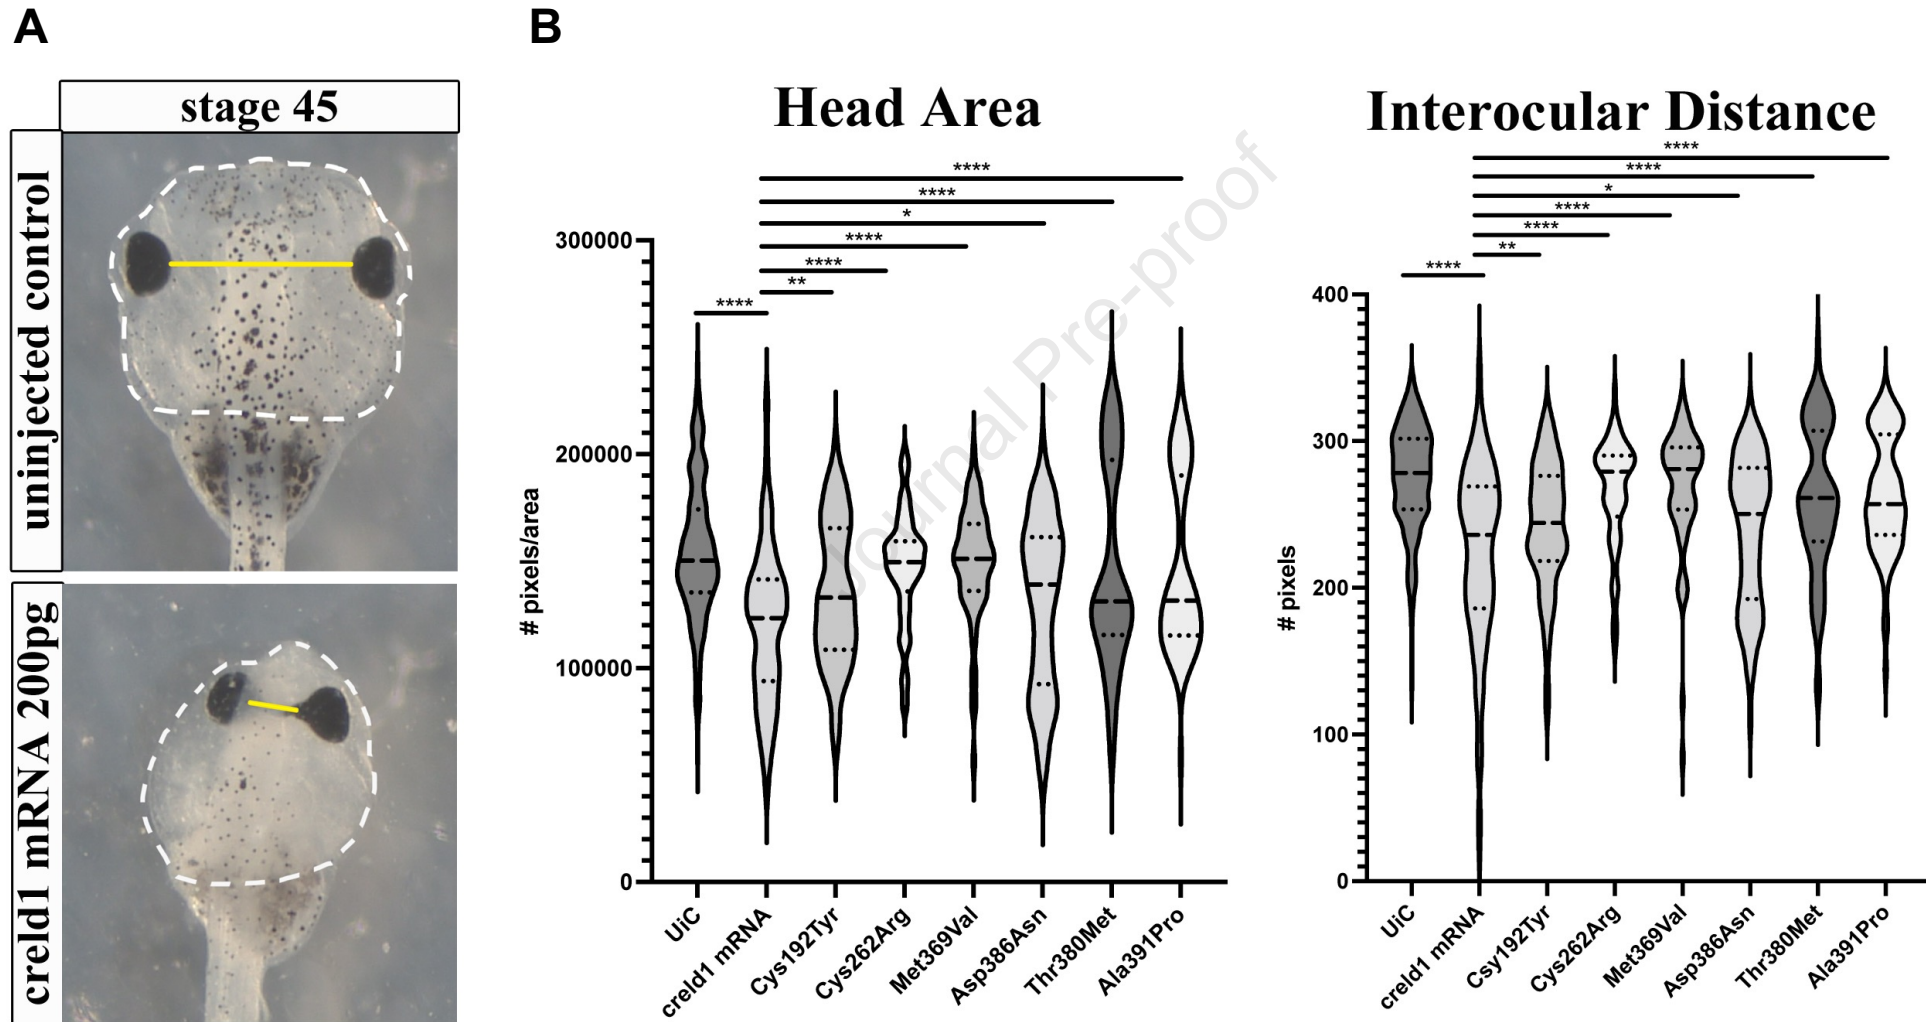 A
B
stage 45
uninjected control
creld1 mRNA 200pg
Head Area
****
****
*
****
****
**
****
# pixels/area
300000
200000
100000
0
UiC
creld1 mRNA
Cys192Tyr
Cys262Arg
Met369Val
Asp386Asn
Thr380Met
Ala391Pro
Interocular Distance
****
****
*
****
****
**
****
# pixels
400
300
200
100
0
UiC
creld1 mRNA
Csy192Tyr
Cys262Arg
Met369Val
Asp386Asn
Thr380Met
Ala391Pro
Journal Pre-proof